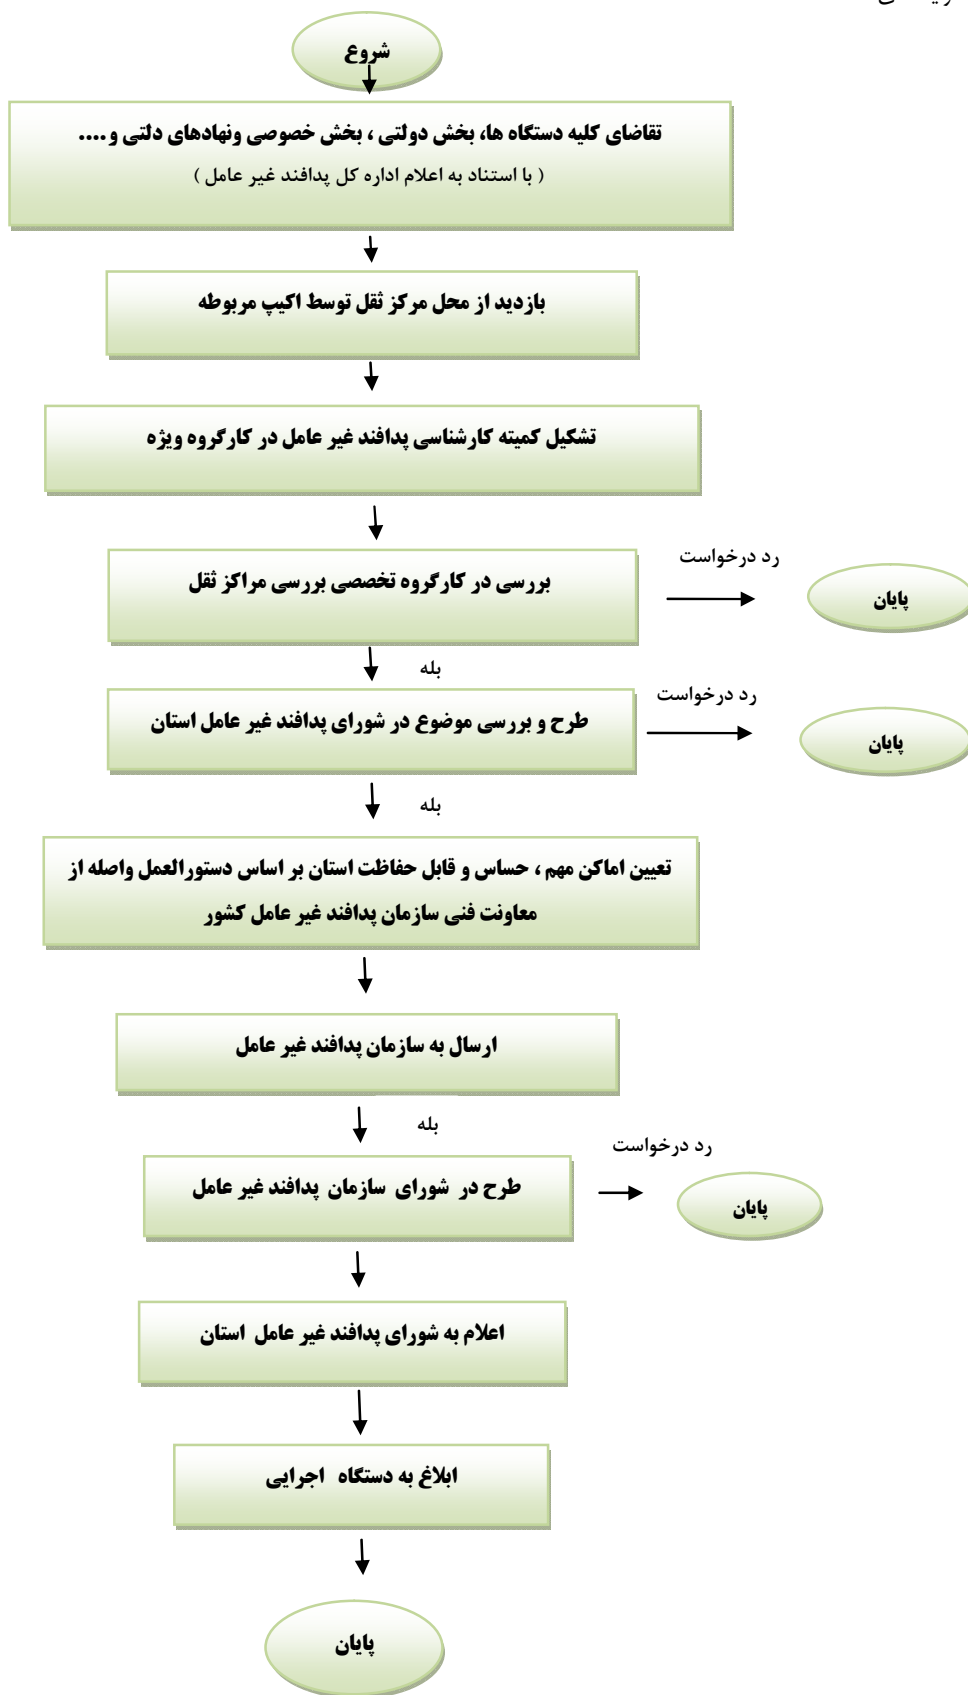 شروع
تقاضای کلیه دستگاه ها، بخش دولتی ، بخش خصوصی ونهادهای دلتی و....
( با استناد به اعلام اداره کل پدافند غیر عامل )
بازدید از محل مرکز ثقل توسط اکیپ مربوطه
تشکیل کمیته کارشناسی پدافند غیر عامل در کارگروه ویژه
بررسی در کارگروه تخصصی بررسی مراکز ثقل
رد درخواست
پایان
بله
طرح و بررسی موضوع در شورای پدافند غیر عامل استان
رد درخواست
پایان
بله
تعیین اماکن مهم ، حساس و قابل حفاظت استان بر اساس دستورالعمل واصله از
معاونت فنی سازمان پدافند غیر عامل کشور
ارسال به سازمان پدافند غیر عامل
بله
طرح در شورای سازمان پدافند غیر عامل
رد درخواست
پایان
اعلام به شورای پدافند غیر عامل استان
ابلاغ به دستگاه اجرایی
پایان